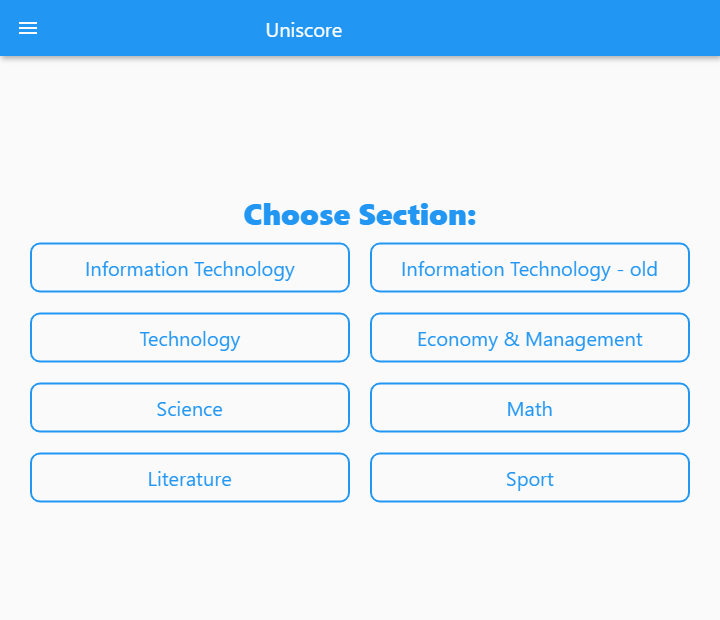 Uniscore
Choose Section:
Information Technology
Information Technology - old
Technology
Economy & Management
Science
Math
Literature
Sport